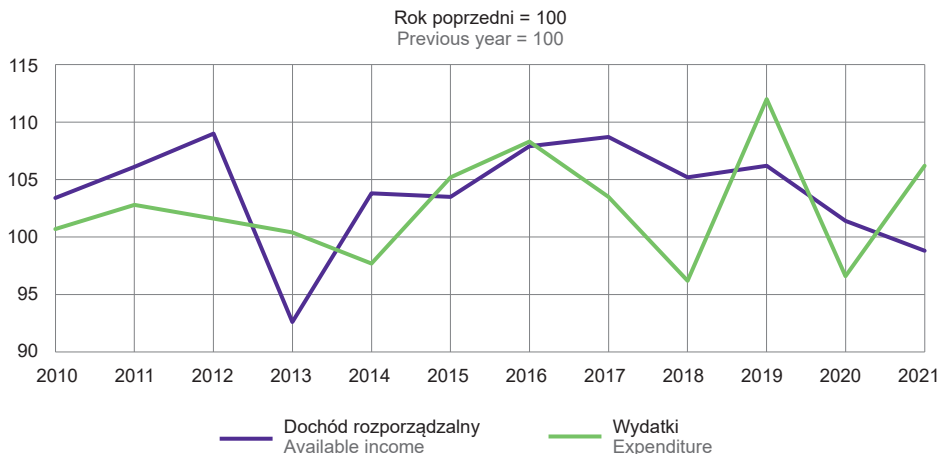 Rok poprzedni = 100
Previous year = 100
115
110
105
100
95
90
2010 2011 2012 2013 2014 2015 2016 2017 2018 2019 2020 2021
Dochód rozporządzalny
Available income
Wydatki
Expenditure